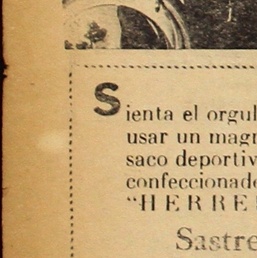 Sienta el orgul
usar un magn
saco deportiv
confeccionad
"HERRE
Sastre